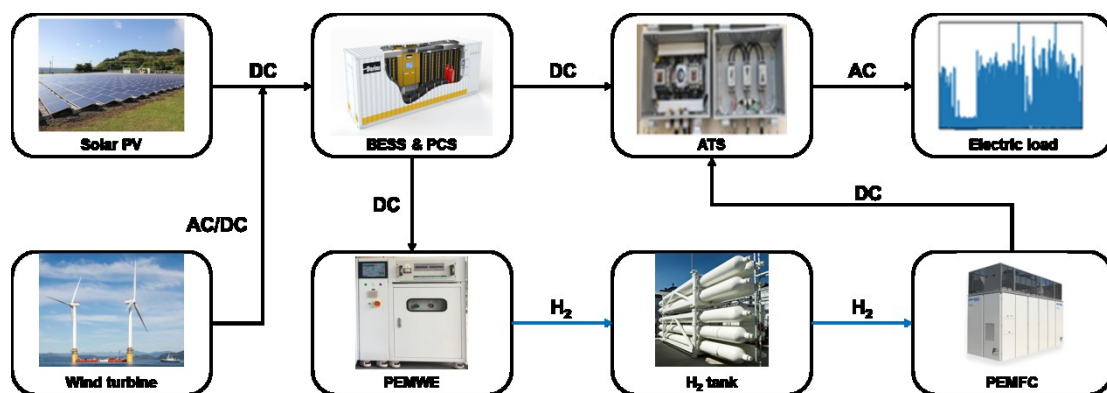 DC
DC
AC
Solar PV
BESS & PCS
ATS
Electric load
AC/DC
DC
DC
H₂
H₂
Wind turbine
PEMWE
H₂ tank
PEMFC